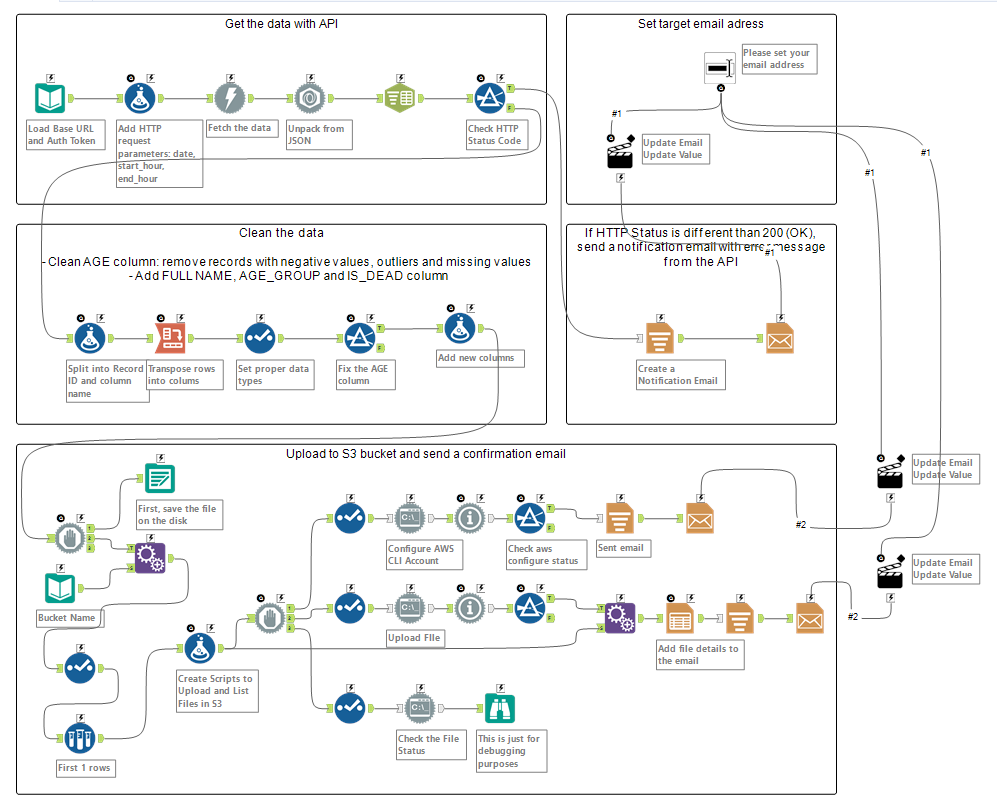 Get the data with API
Load Base URL
and Auth Token
Add HTTP
request
parameters: date,
start_hour,
end_hour
Fetch the data
Unpack from
JSON
Check HTTP
Status Code
T
F
Set target email adress
Please set your
email address
#1
Update Email
Update Value
#1
#1
Clean the data
- Clean AGE column: remove records with negative values, outliers and missing values
- Add FULL NAME, AGE_GROUP and IS_DEAD column
Split into Record
ID and column
name
Transpose rows
into colums
Set proper data
types
Fix the AGE
column
T
F
Add new columns
If HTTP Status is different than 200 (OK),
send a notification email with error message
from the API
#1
Create a
Notification Email
Upload to S3 bucket and send a confirmation email
First, save the file
on the disk
Bucket Name
First 1 rows
Create Scripts to
Upload and List
Files in S3
Configure AWS
CLI Account
Check aws
configure status
Sent email
#2
Update Email
Update Value
Upload FIle
Add file details to
the email
#2
Update Email
Update Value
Check the File
Status
This is just for
debugging
purposes